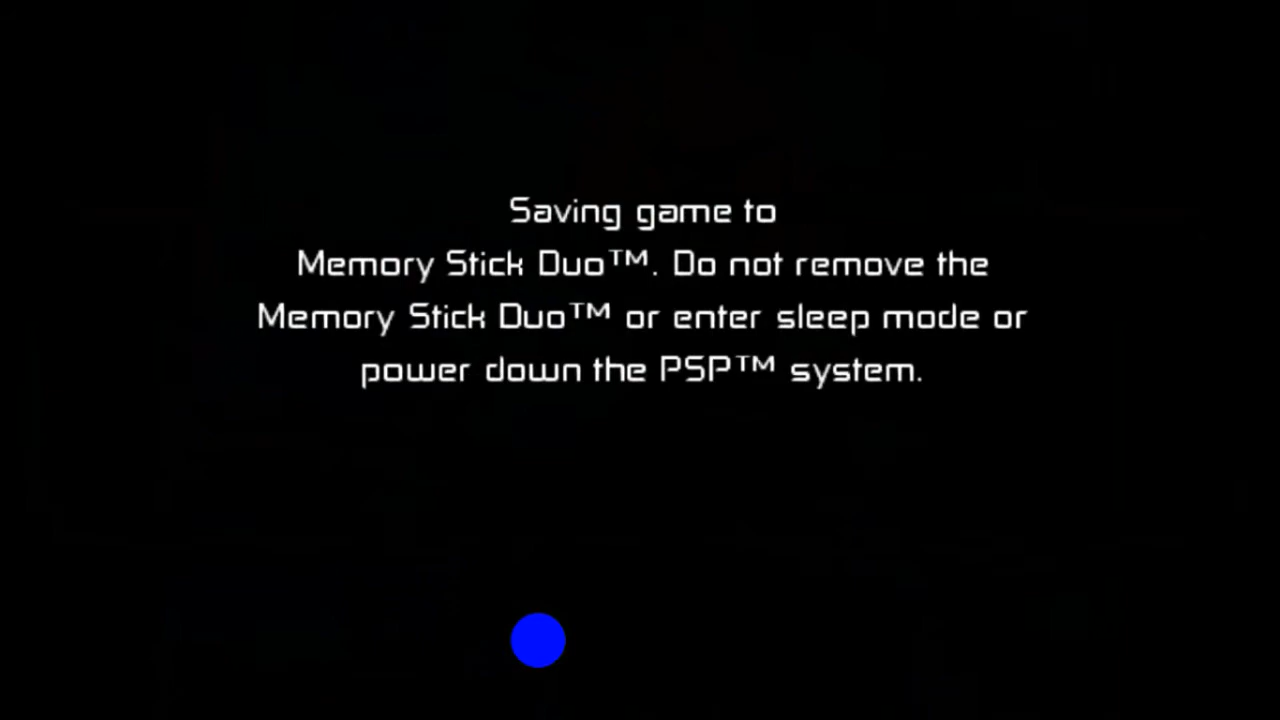 Saving game to
Memory Stick Duo™. Do not remove the
Memory Stick Duo™ or enter sleep mode or
power down the PSP™ system.